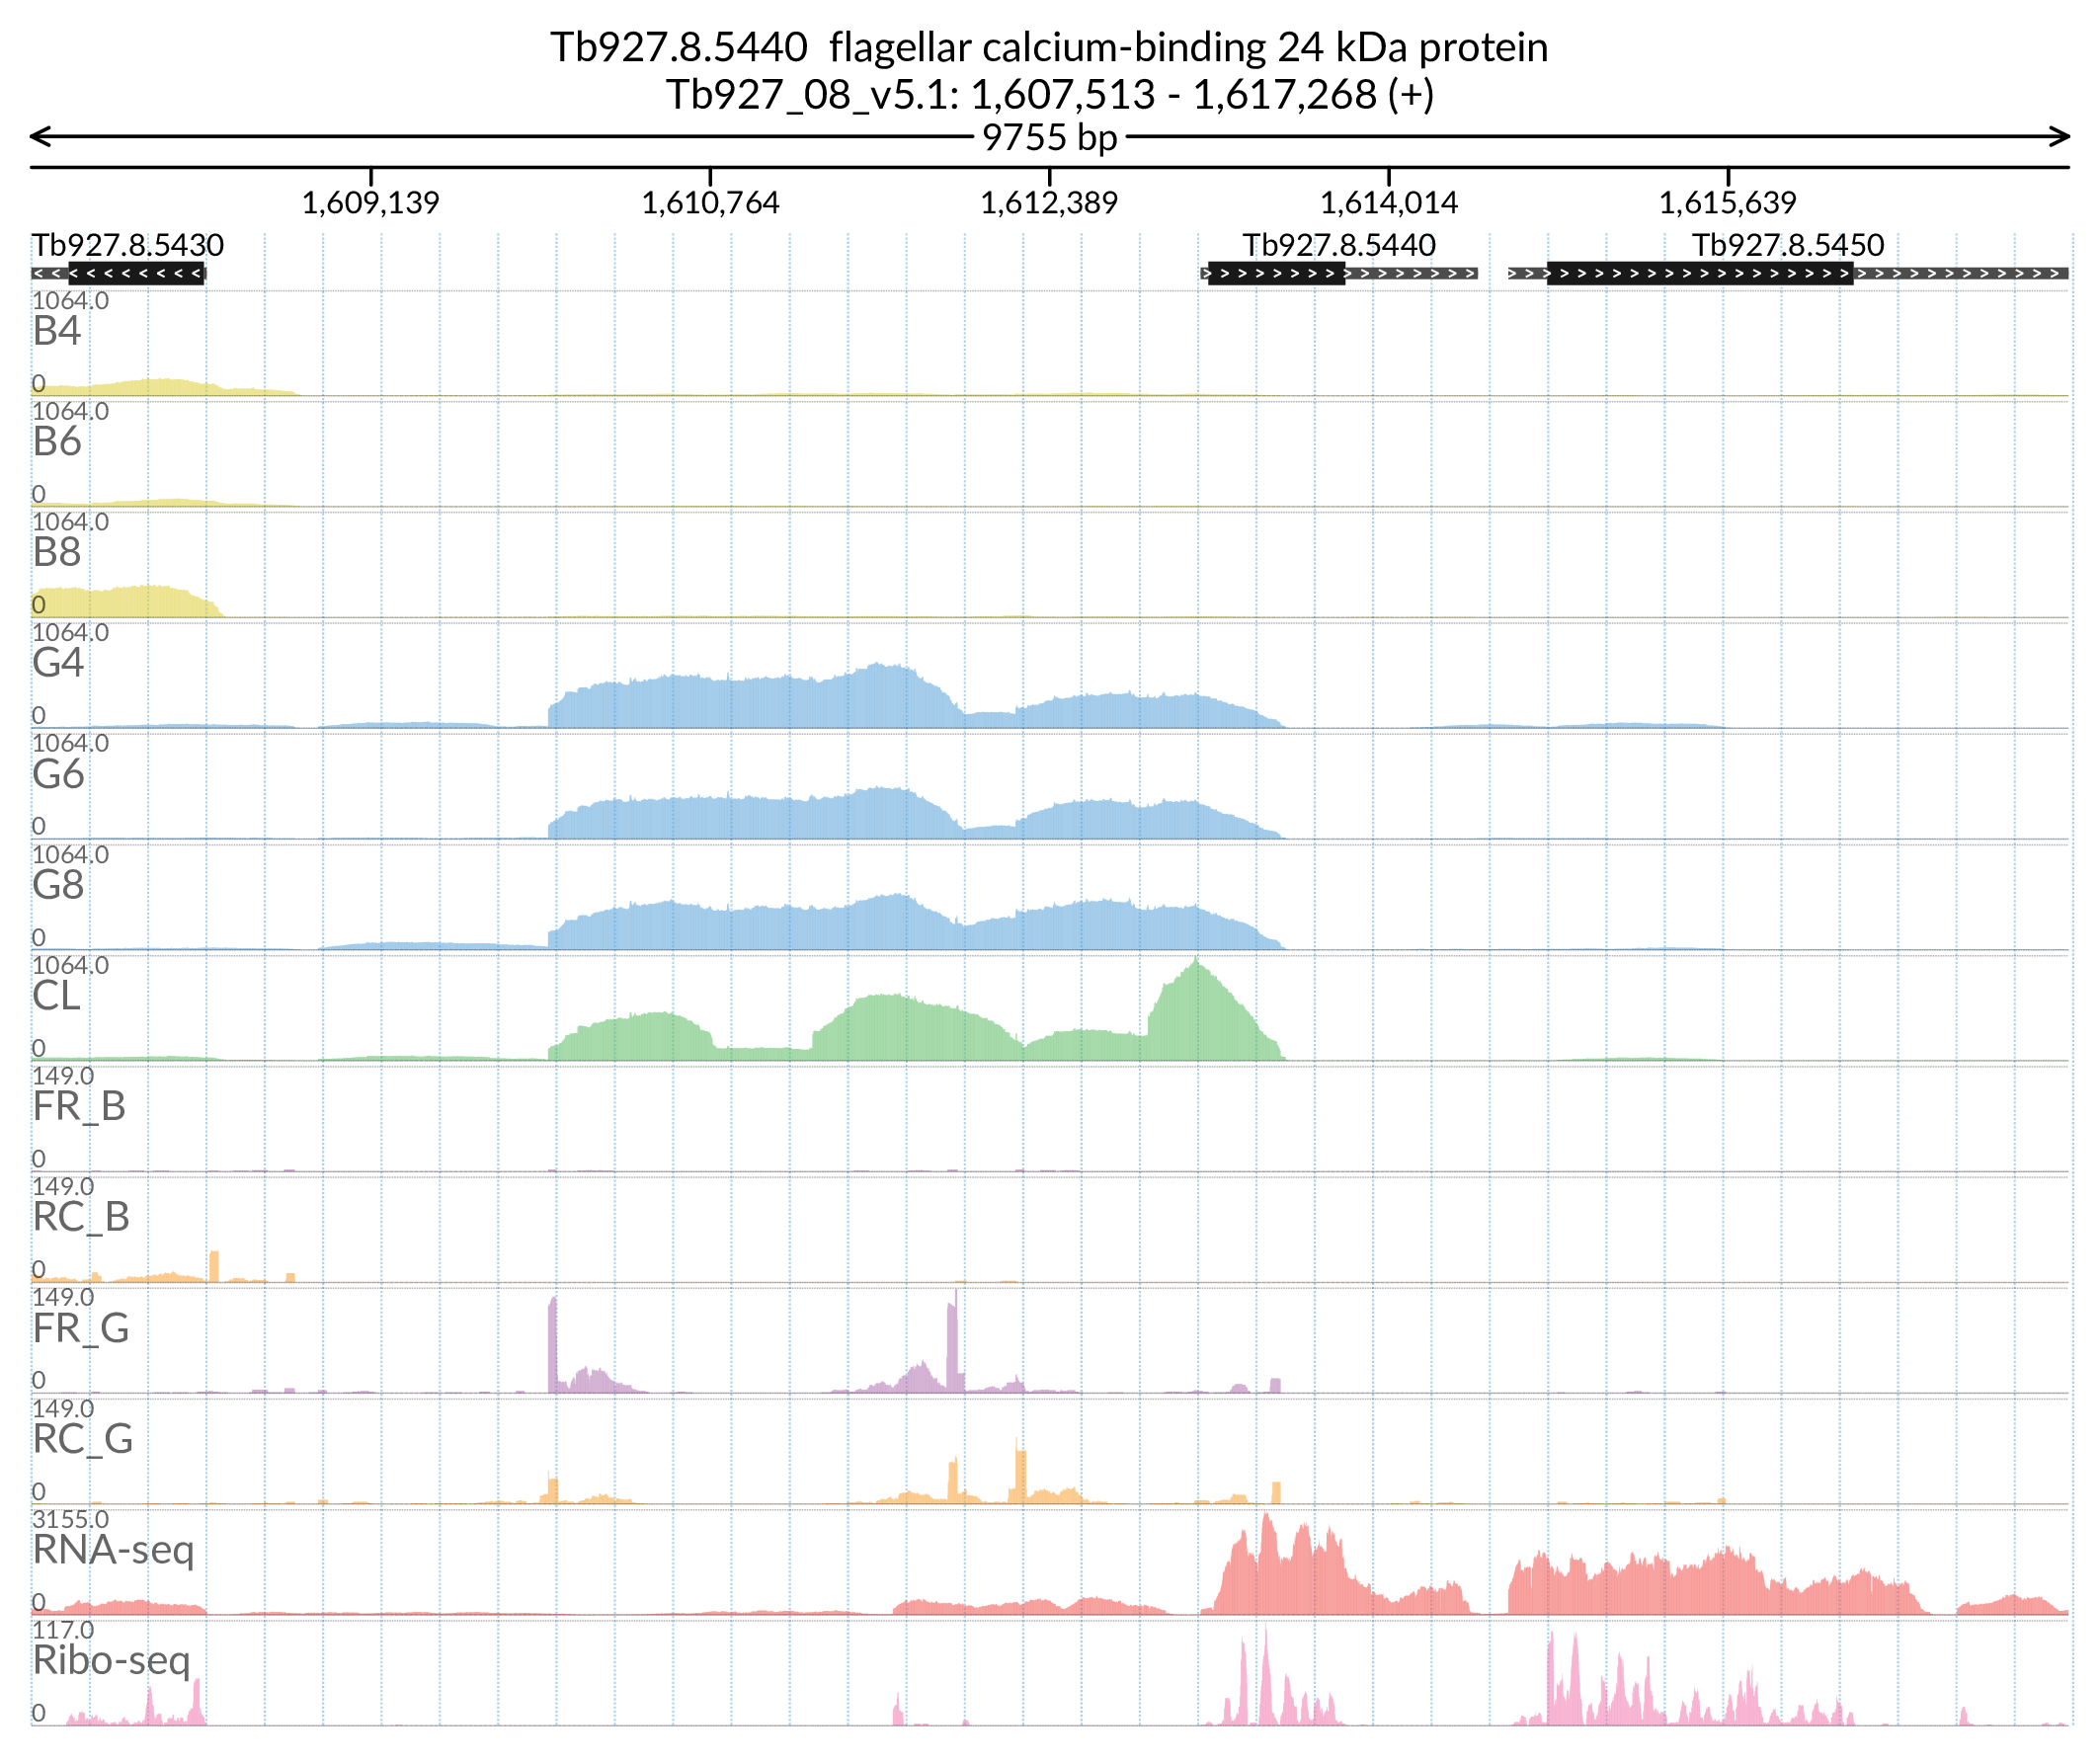 Tb927.8.5440  flagellar calcium-binding 24 kDa protein
Tb927_08_v5.1: 1,607,513 - 1,617,268 (+)
9755 bp
1,609,139 1,610,764 1,612,389 1,614,014 1,615,639
Tb927.8.5430 Tb927.8.5440 Tb927.8.5450
1064.0
B4
0
1064.0
B6
0
1064.0
B8
0
1064.0
G4
0
1064.0
G6
0
1064.0
G8
0
1064.0
CL
0
149.0
FR_B
0
149.0
RC_B
0
149.0
FR_G
0
149.0
RC_G
0
3155.0
RNA-seq
0
117.0
Ribo-seq
0